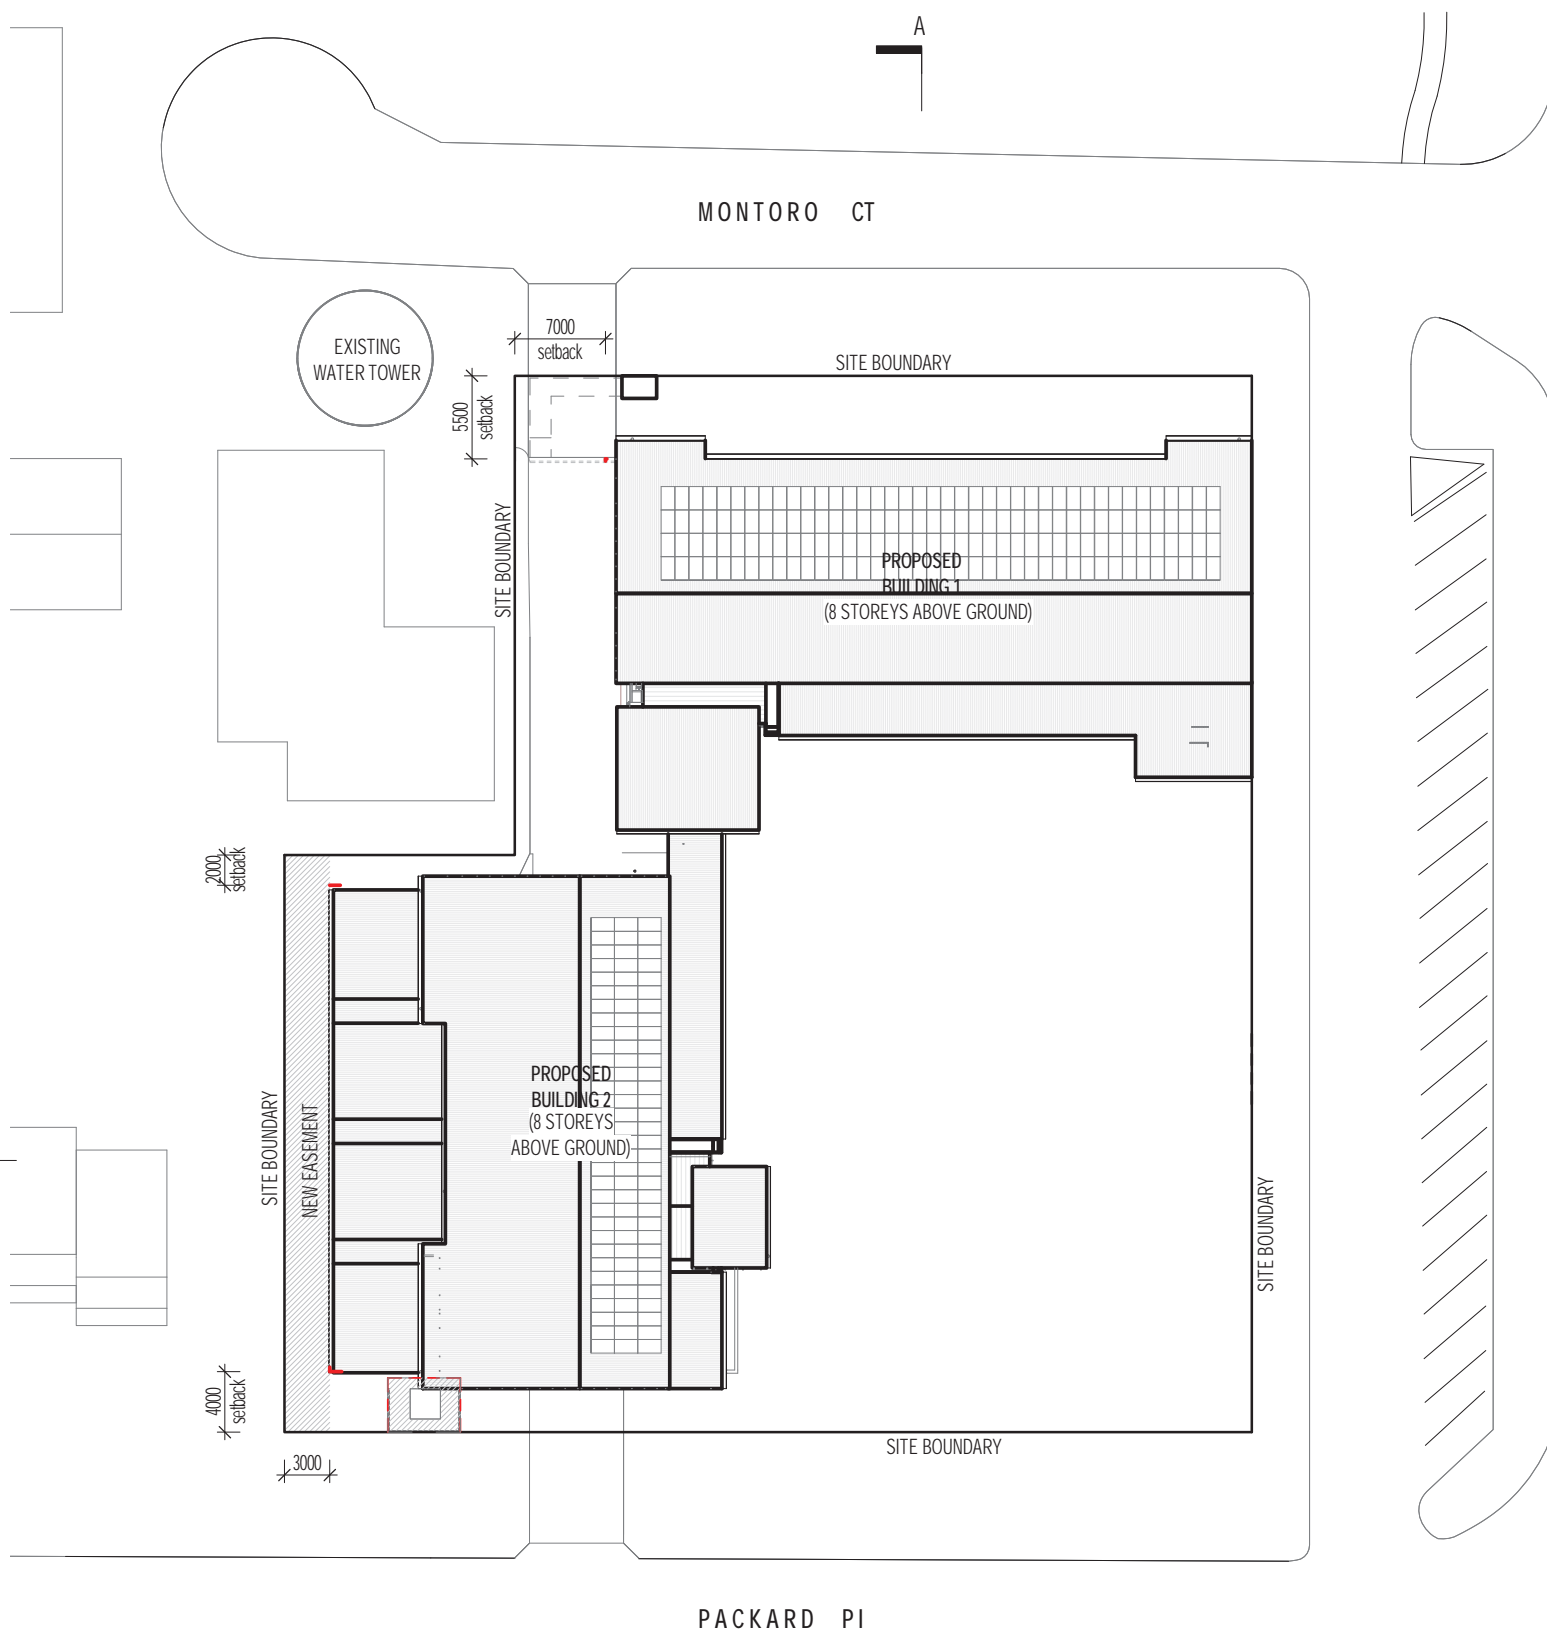 A
MONTORO CT
EXISTING
WATER TOWER
7000
setback
SITE BOUNDARY
5500
setback
SITE BOUNDARY
PROPOSED
BUILDING 1
(8 STOREYS ABOVE GROUND)
2000
setback
PROPOSED
BUILDING 2
(8 STOREYS
ABOVE GROUND)
SITE BOUNDARY
NEW EASEMENT
SITE BOUNDARY
4000
setback
SITE BOUNDARY
3000
PACKARD Pl